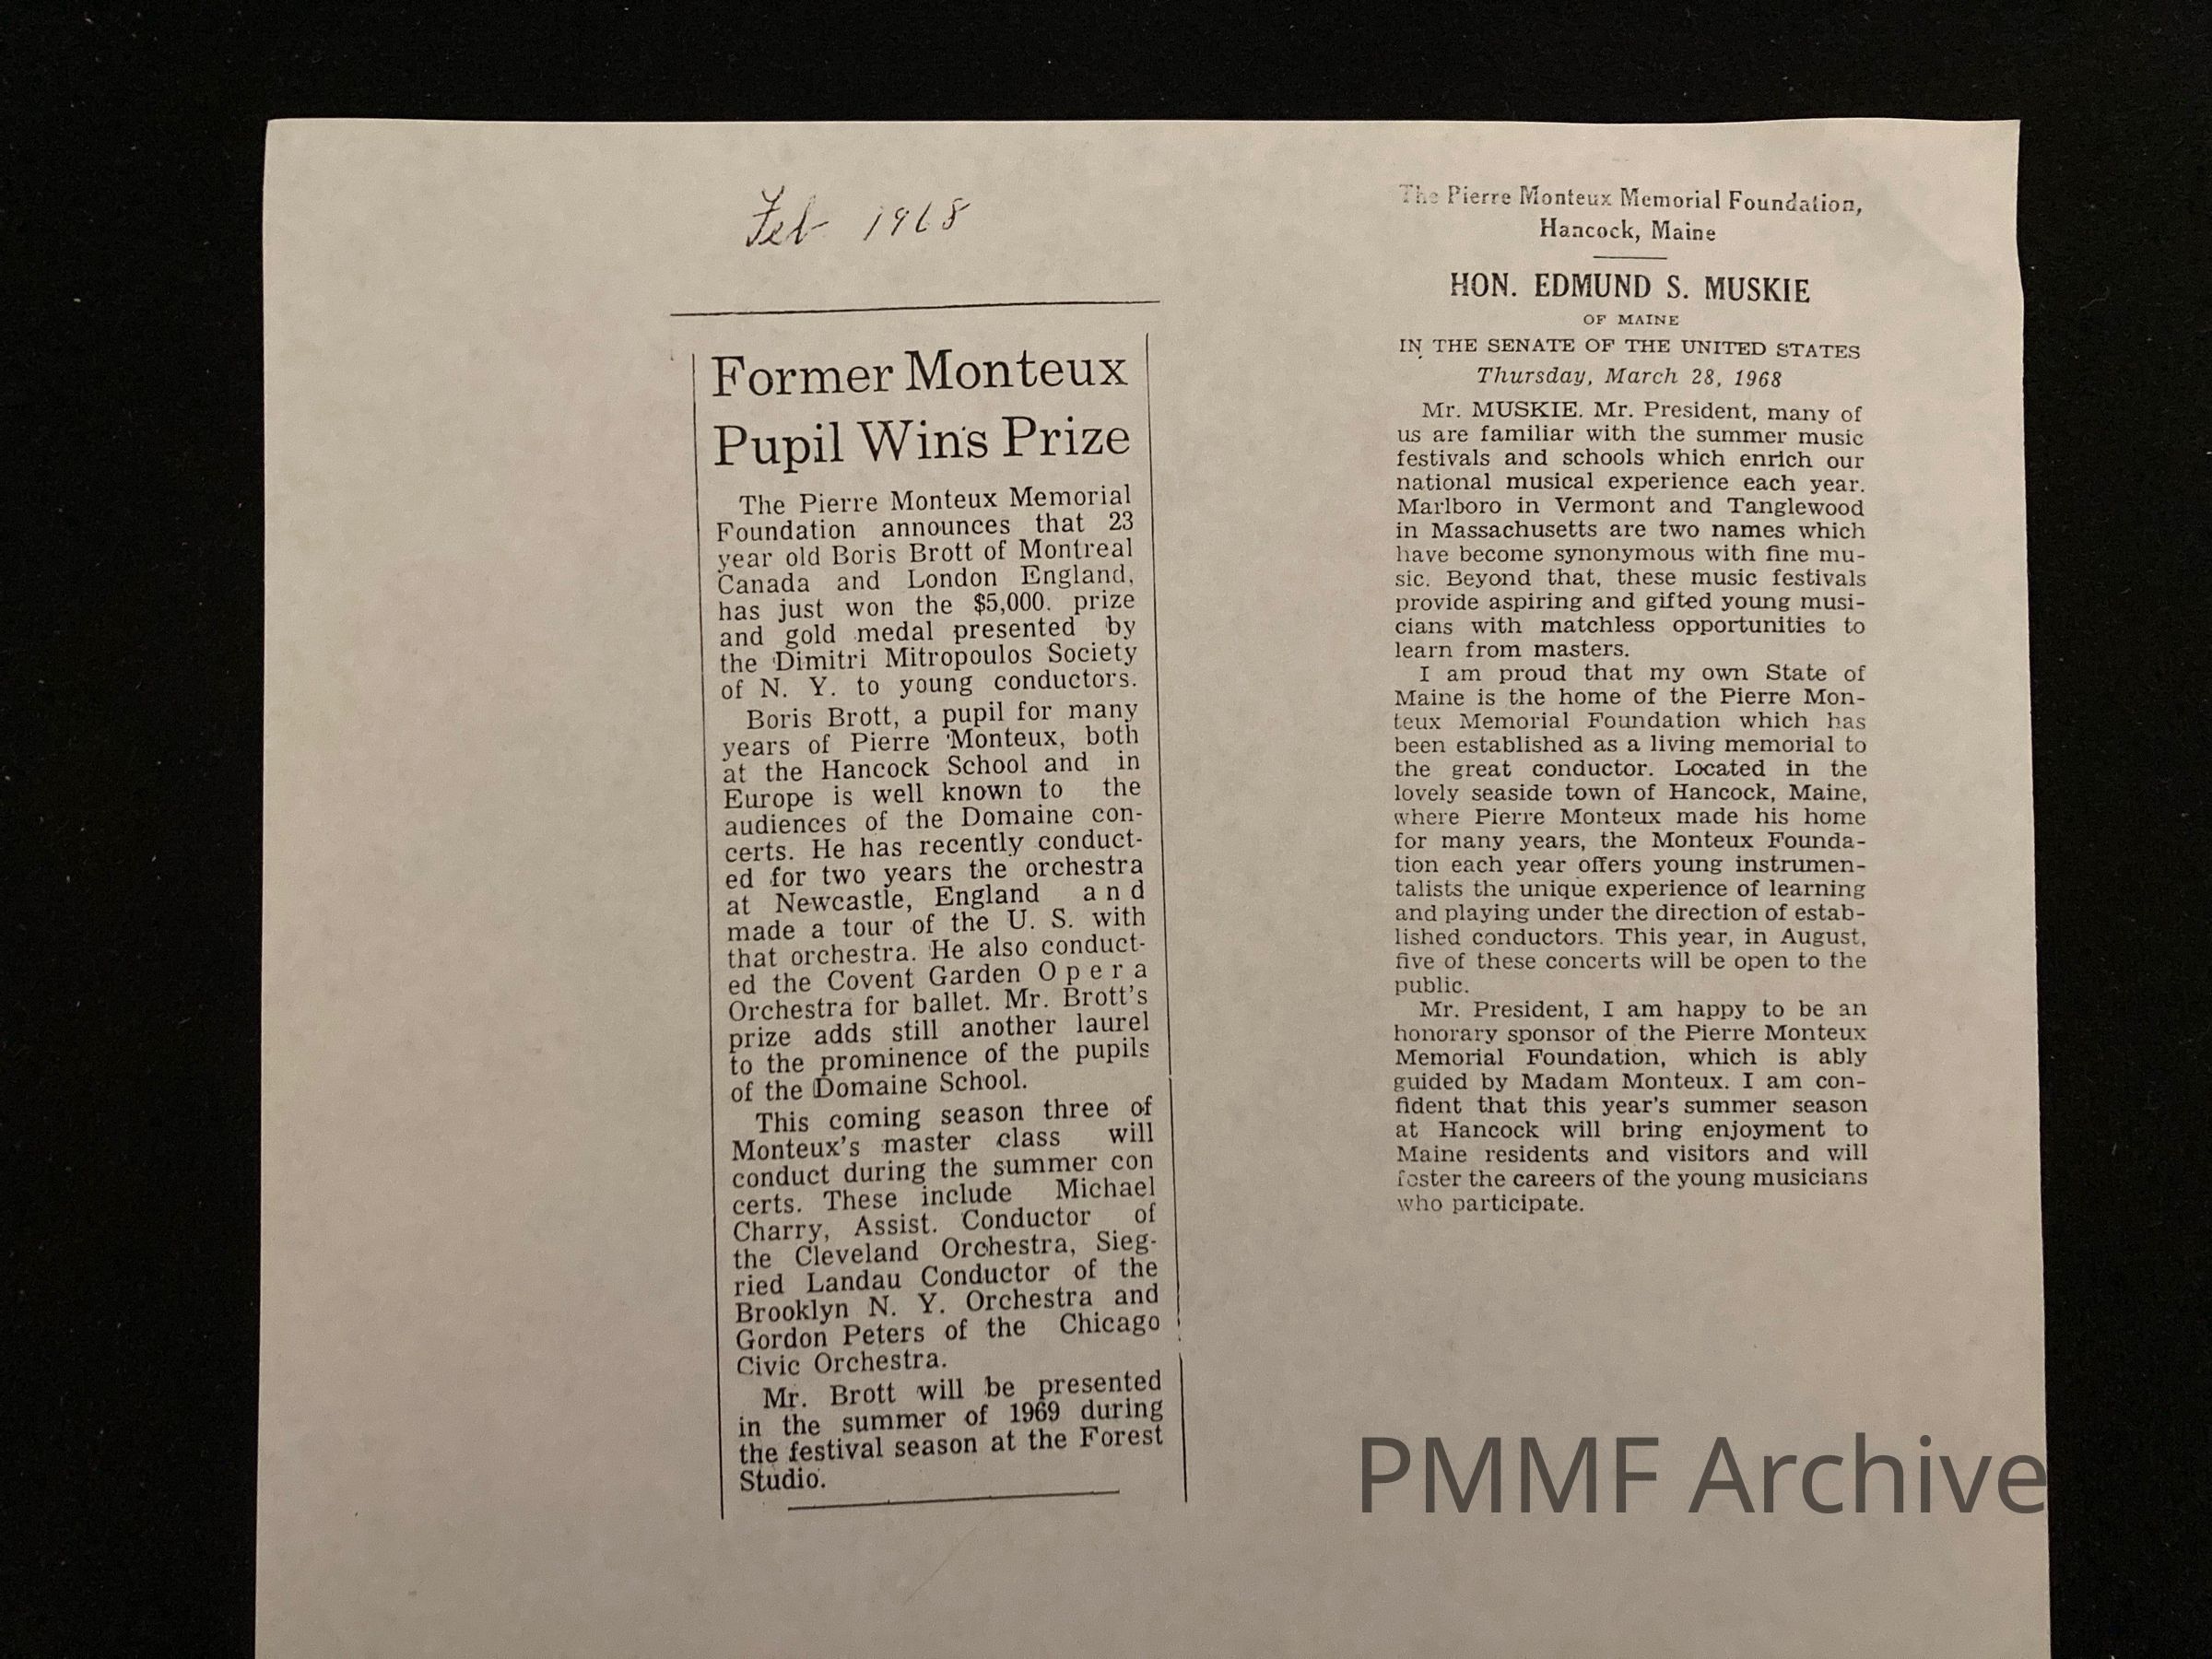 Feb 1968
Former Monteux
Pupil Wins Prize
The Pierre Monteux Memorial
Foundation announces that 23
year old Boris Brott of Montreal
Canada and London England,
has just won the $5,000. prize
and gold medal presented by
the Dimitri Mitropoulos Society
of N. Y. to young conductors.
Boris Brott, a pupil for many
years of Pierre Monteux, both
at the Hancock School and in
Europe is well known to the
audiences of the Domaine con-
certs. He has recently conduct-
ed for two years the orchestra
at Newcastle, England and
made a tour of the U. S. with
that orchestra. He also conduct-
ed the Covent Garden Opera
Orchestra for ballet. Mr. Brott's
prize adds still another laurel
to the prominence of the pupils
of the Domaine School.
This coming season three of
Monteux's master class will
conduct during the summer con
certs. These include Michael
Charry, Assist. Conductor of
the Cleveland Orchestra, Sieg-
ried Landau Conductor of the
Brooklyn N. Y. Orchestra and
Gordon Peters of the Chicago
Civic Orchestra.
Mr. Brott will be presented
in the summer of 1969 during
the festival season at the Forest
Studio.
The Pierre Monteux Memorial Foundation,
Hancock, Maine
HON. EDMUND S. MUSKIE
OF MAINE
IN THE SENATE OF THE UNITED STATES
Thursday, March 28, 1968
Mr. MUSKIE. Mr. President, many of
us are familiar with the summer music
festivals and schools which enrich our
national musical experience each year.
Marlboro in Vermont and Tanglewood
in Massachusetts are two names which
have become synonymous with fine mu-
sic. Beyond that, these music festivals
provide aspiring and gifted young musi-
cians with matchless opportunities to
learn from masters.
I am proud that my own State of
Maine is the home of the Pierre Mon-
teux Memorial Foundation which has
been established as a living memorial to
the great conductor. Located in the
lovely seaside town of Hancock, Maine,
where Pierre Monteux made his home
for many years, the Monteux Founda-
tion each year offers young instrumen-
talists the unique experience of learning
and playing under the direction of estab-
lished conductors. This year, in August,
five of these concerts will be open to the
public.
Mr. President, I am happy to be an
honorary sponsor of the Pierre Monteux
Memorial Foundation, which is ably
guided by Madam Monteux. I am con-
fident that this year's summer season
at Hancock will bring enjoyment to
Maine residents and visitors and will
foster the careers of the young musicians
who participate.
PMMF Archive